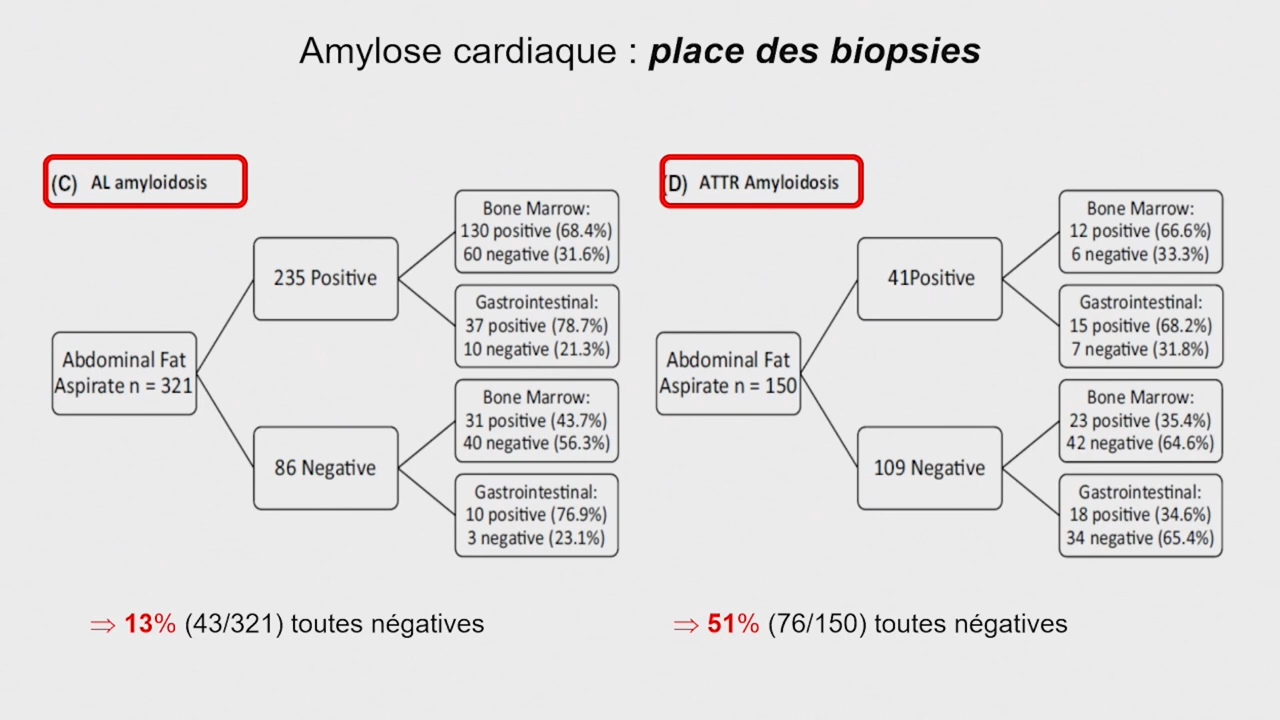 Amylose cardiaque : place des biopsies
(C) AL amyloidosis
Abdominal Fat
Aspirate n = 321
235 Positive
86 Negative
Bone Marrow:
130 positive (68.4%)
60 negative (31.6%)
Gastrointestinal:
37 positive (78.7%)
10 negative (21.3%)
Bone Marrow:
31 positive (43.7%)
40 negative (56.3%)
Gastrointestinal:
10 positive (76.9%)
3 negative (23.1%)
⇒ 13% (43/321) toutes négatives
(D) ATTR Amyloidosis
Abdominal Fat
Aspirate n = 150
41Positive
109 Negative
Bone Marrow:
12 positive (66.6%)
6 negative (33.3%)
Gastrointestinal:
15 positive (68.2%)
7 negative (31.8%)
Bone Marrow:
23 positive (35.4%)
42 negative (64.6%)
Gastrointestinal:
18 positive (34.6%)
34 negative (65.4%)
⇒ 51% (76/150) toutes négatives